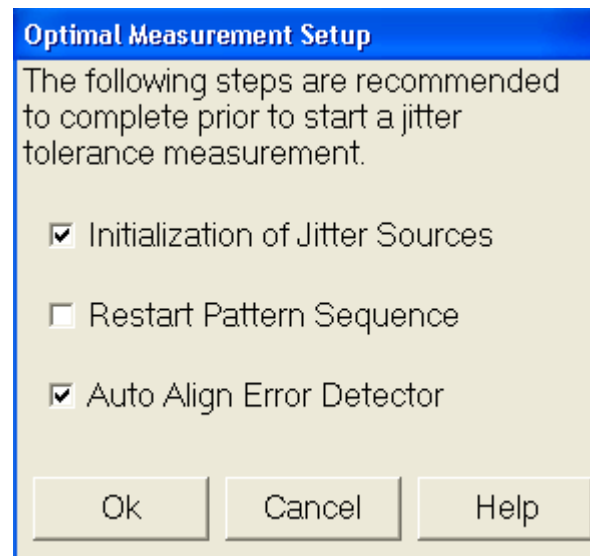 Optimal Measurement Setup
The following steps are recommended
to complete prior to start a jitter
tolerance measurement.
Initialization of Jitter Sources
Restart Pattern Sequence
Auto Align Error Detector
Ok
Cancel
Help